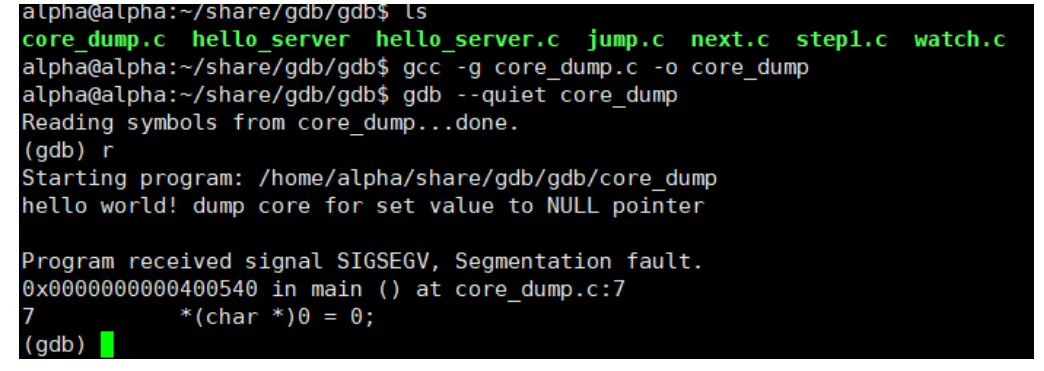 alpha@alpha:~/share/gdb/gdb$ ls
core_dump.c  hello_server  hello_server.c  jump.c  next.c  step1.c  watch.c
alpha@alpha:~/share/gdb/gdb$ gcc -g core_dump.c -o core_dump
alpha@alpha:~/share/gdb/gdb$ gdb --quiet core_dump
Reading symbols from core_dump...done.
(gdb) r
Starting program: /home/alpha/share/gdb/gdb/core_dump
hello world! dump core for set value to NULL pointer
Program received signal SIGSEGV, Segmentation fault.
0x0000000000400540 in main () at core_dump.c:7
7           *(char *)0 = 0;
(gdb)